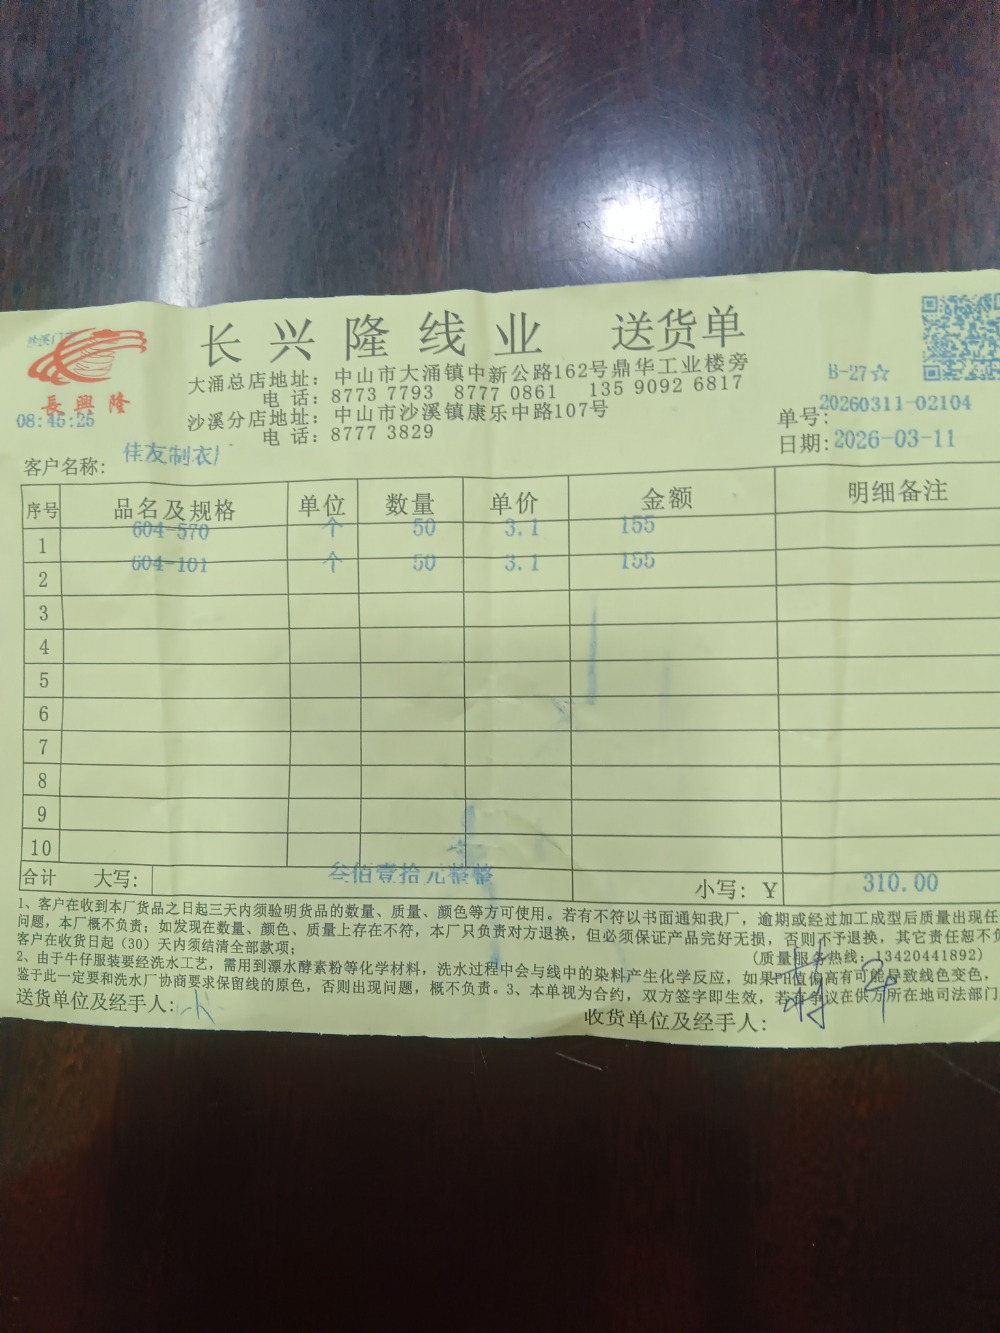 长兴隆线业 送货单
沙溪门
長興隆
08:45:25
大涌总店地址：中山市大涌镇中新公路162号鼎华工业楼旁
电 话：8773 7793 8777 0861 135 9092 6817
沙溪分店地址：中山市沙溪镇康乐中路107号
电 话：8777 3829
B-27☆
单号：20260311-02104
日期：2026-03-11
客户名称：佳友制衣厂
序号 品名及规格 单位 数量 单价 金额 明细备注
1 604-570 个 50 3.1 155
2 604-101 个 50 3.1 155
3
4
5
6
7
8
9
10
合计 大写：叁佰壹拾元整整 小写：￥ 310.00
1、客户在收到本厂货品之日起三天内须验明货品的数量、质量、颜色等方可使用。若有不符以书面通知我厂，逾期或经过加工成型后质量出现任
问题，本厂概不负责；如发现在数量、颜色、质量上存在不符，本厂只负责对方退换，但必须保证产品完好无损，否则不予退换，其它责任恕不负
客户在收货日起（30）天内须结清全部款项；
（质量服务热线：13420441892）
2、由于牛仔服装要经洗水工艺，需用到漂水酵素粉等化学材料，洗水过程中会与线中的染料产生化学反应，如果PH值偏高有可能导致线色变色，
鉴于此一定要和洗水厂协商要求保留线的原色，否则出现问题，概不负责。3、本单视为合约，双方签字即生效，若有争议在供方所在地司法部门
送货单位及经手人：
收货单位及经手人：